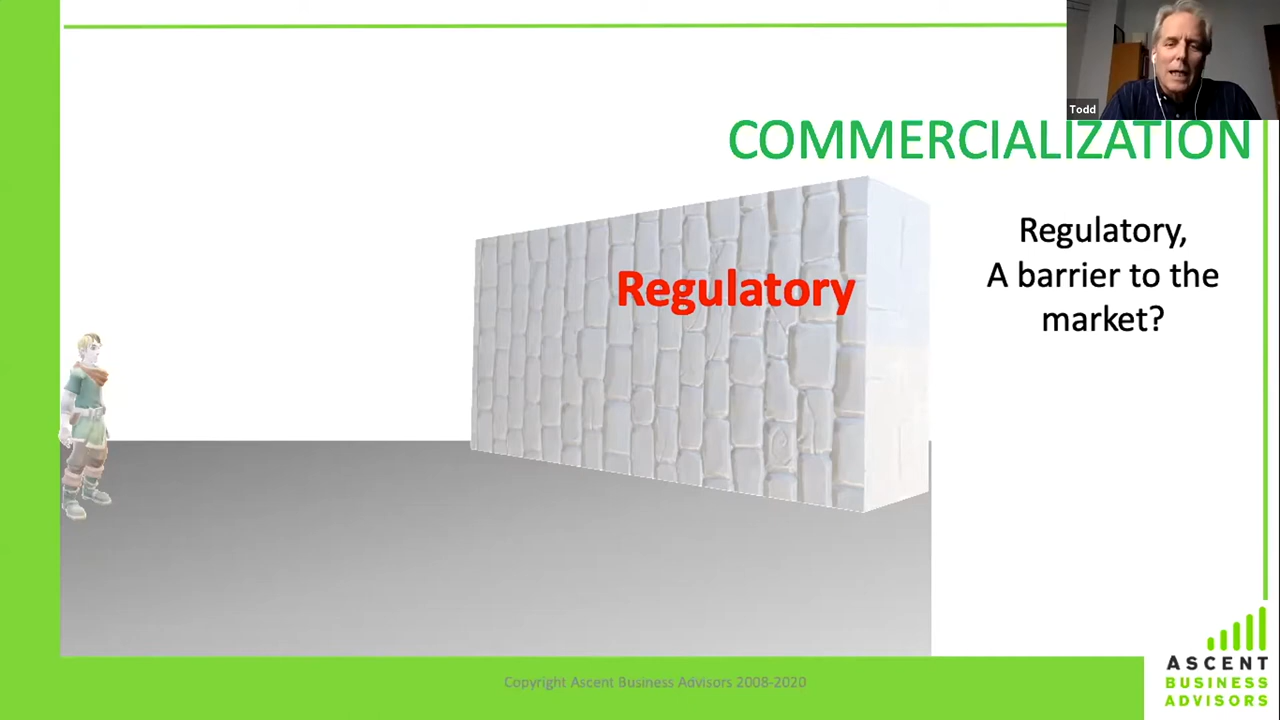 Todd
COMMERCIALIZATION
Regulatory,
A barrier to the
market?
Regulatory
Copyright Ascent Business Advisors 2008-2020
ASCENT
BUSINESS
ADVISORS